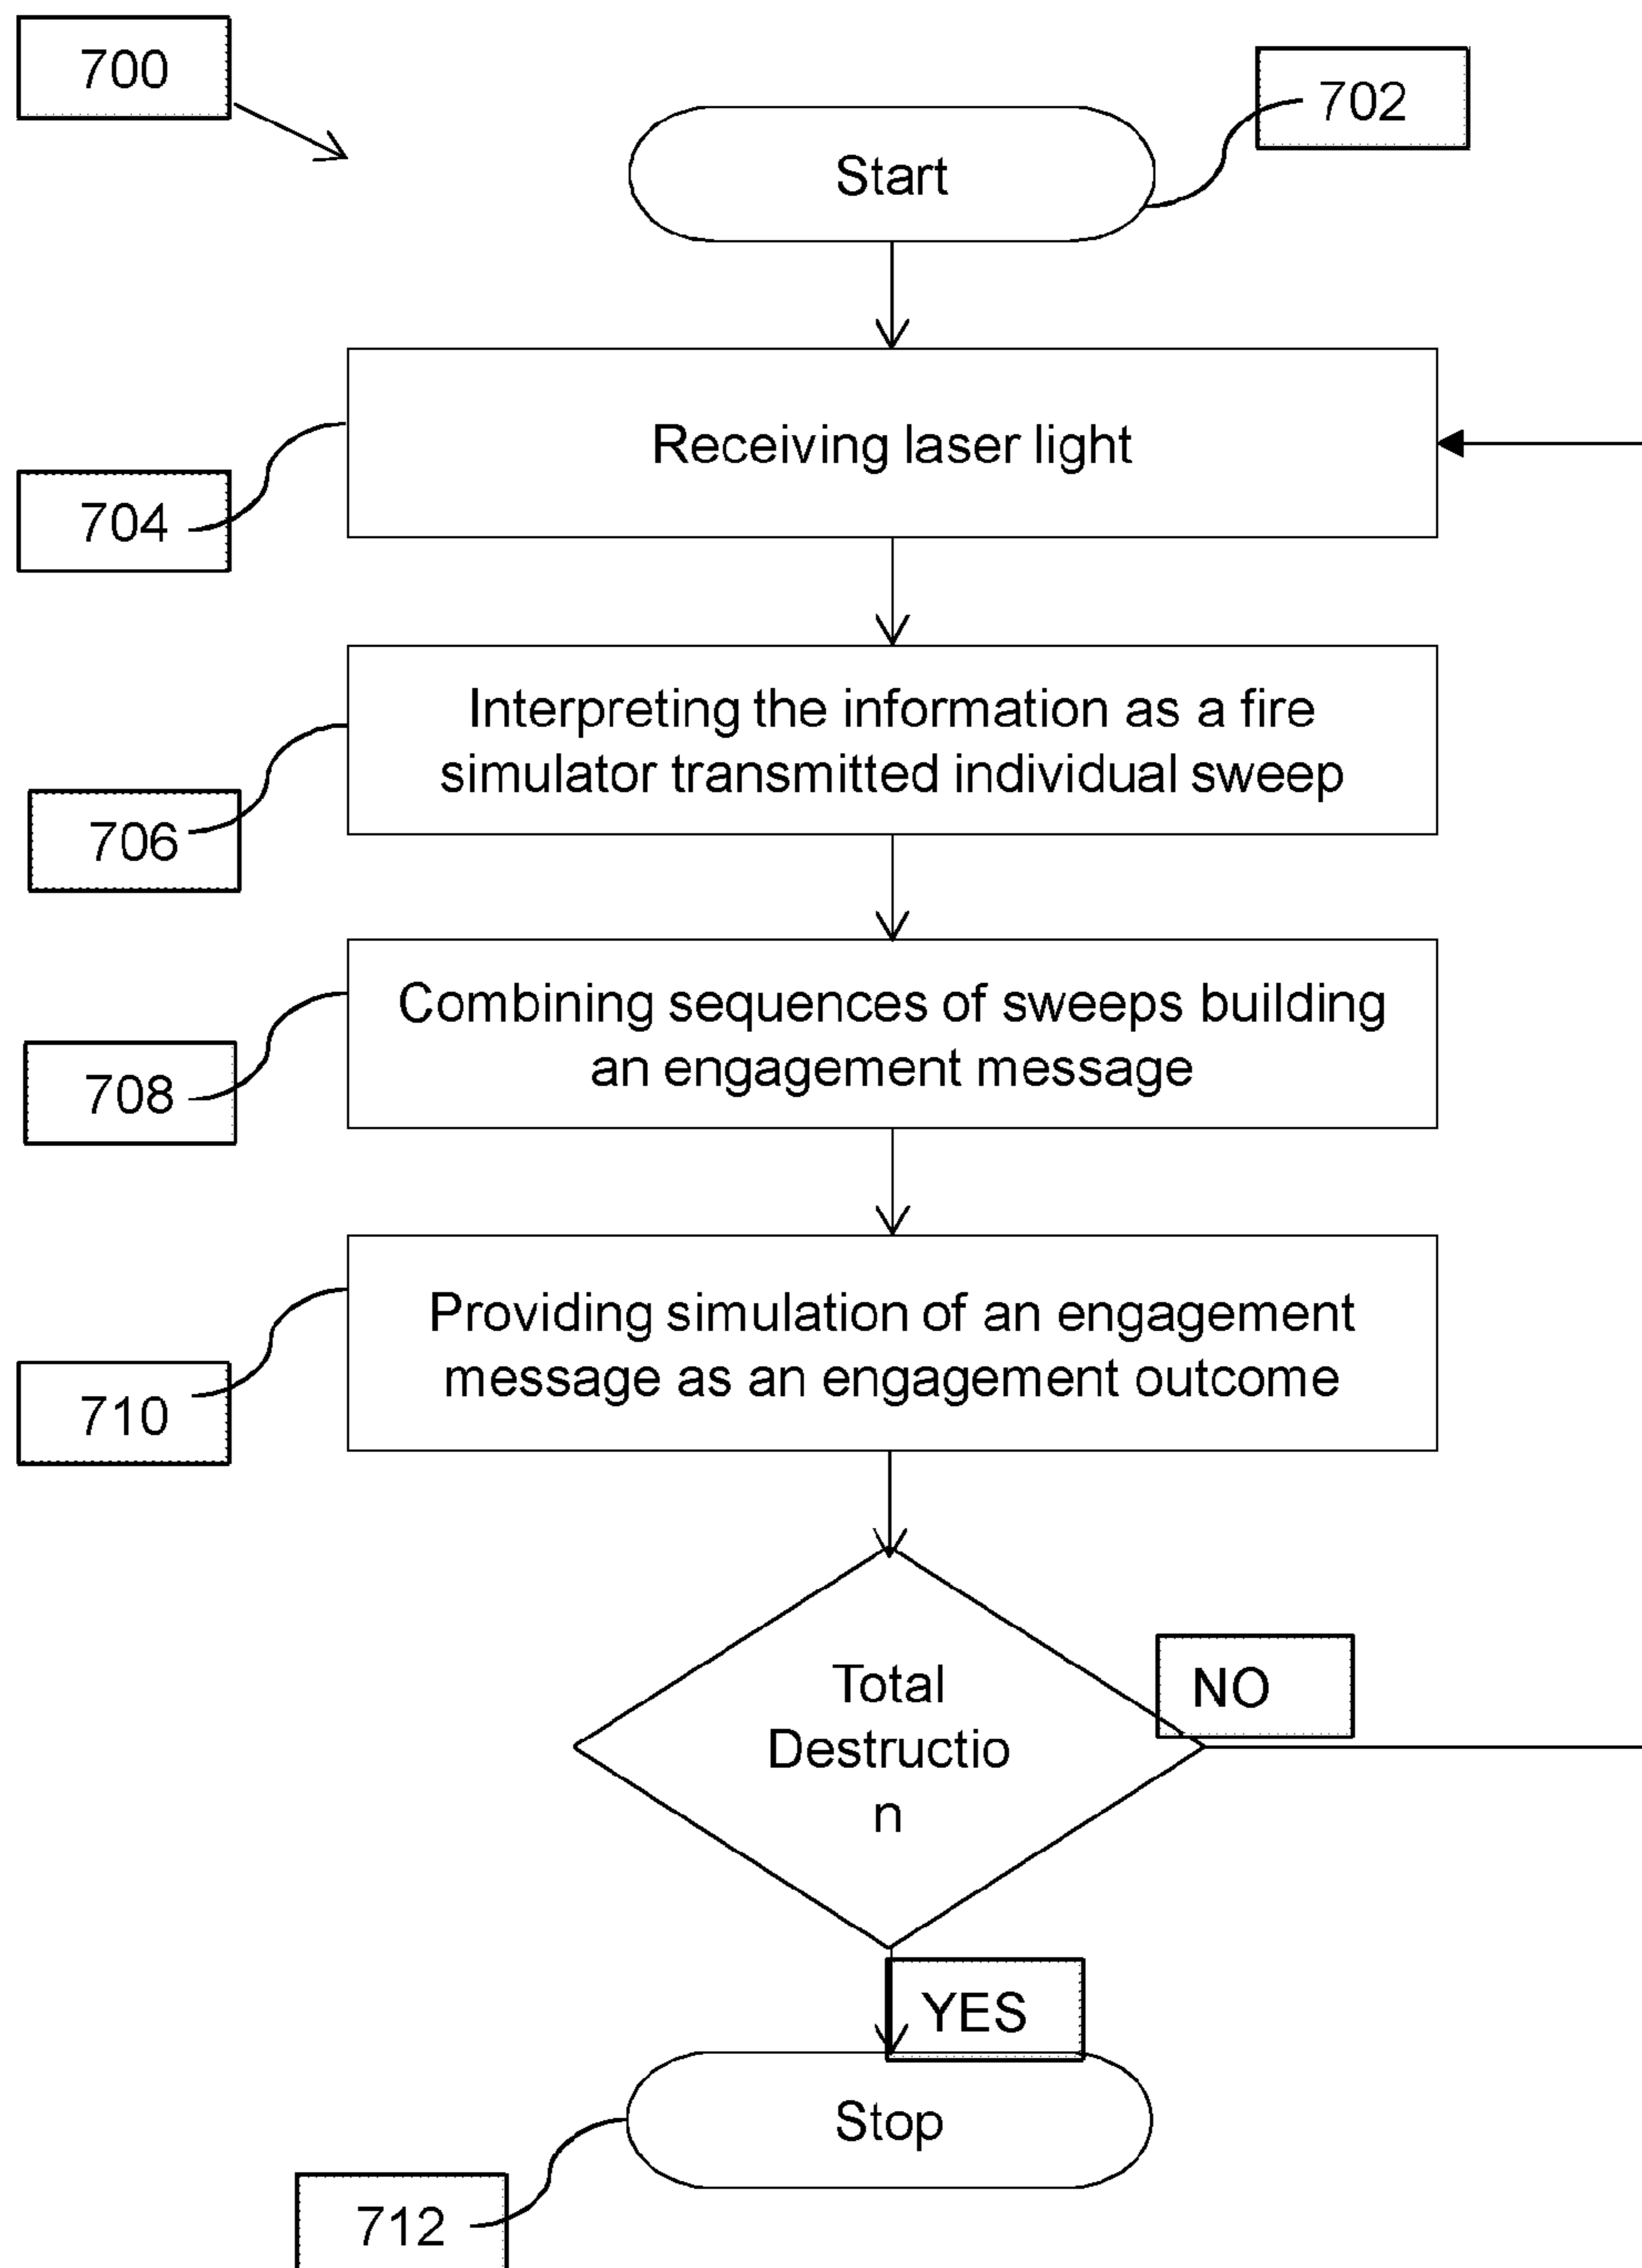 700
702
Start
Receiving laser light
704
Interpreting the information as a fire
simulator transmitted individual sweep
706
Combining sequences of sweeps building
an engagement message
708
Providing simulation of an engagement
message as an engagement outcome
710
Total
Destructio
n
NO
YES
Stop
712